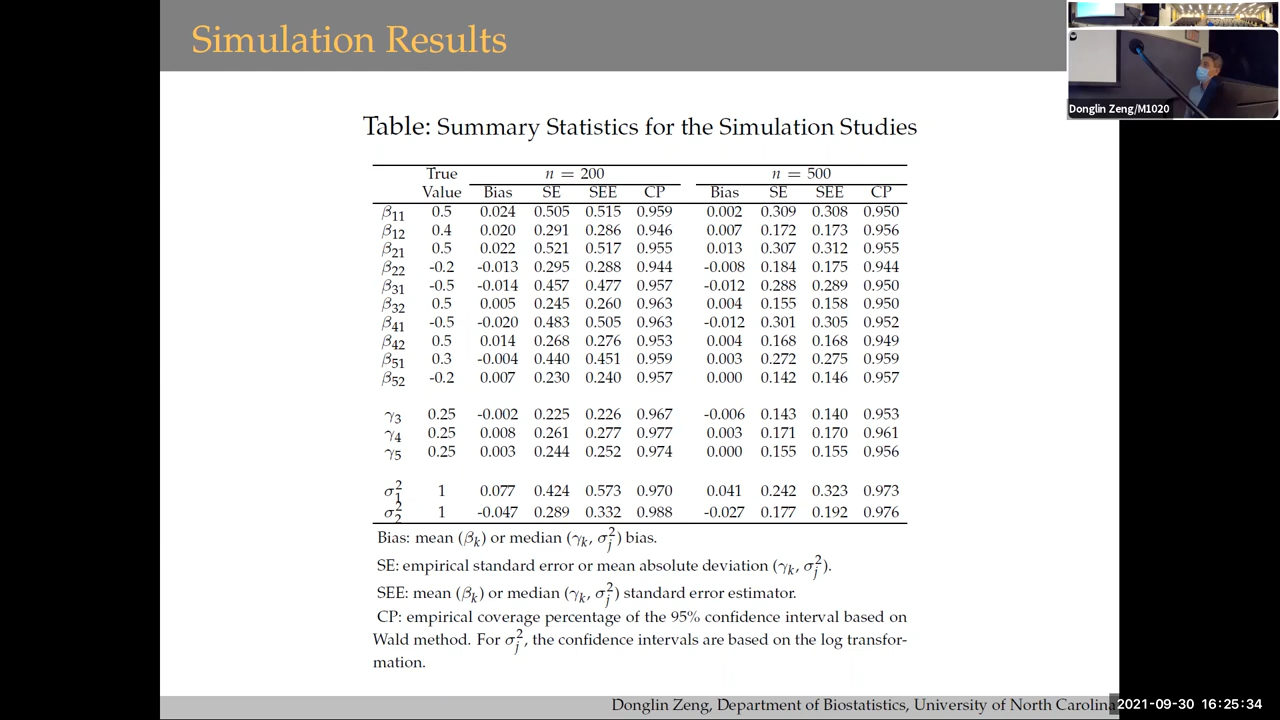 Simulation Results
Donglin Zeng/M1020
Table: Summary Statistics for the Simulation Studies
True n = 200 n = 500
Value Bias SE SEE CP Bias SE SEE CP
β11 0.5 0.024 0.505 0.515 0.959 0.002 0.309 0.308 0.950
β12 0.4 0.020 0.291 0.286 0.946 0.007 0.172 0.173 0.956
β21 0.5 0.022 0.521 0.517 0.955 0.013 0.307 0.312 0.955
β22 -0.2 -0.013 0.295 0.288 0.944 -0.008 0.184 0.175 0.944
β31 -0.5 -0.014 0.457 0.477 0.957 -0.012 0.288 0.289 0.950
β32 0.5 0.005 0.245 0.260 0.963 0.004 0.155 0.158 0.950
β41 -0.5 -0.020 0.483 0.505 0.963 -0.012 0.301 0.305 0.952
β42 0.5 0.014 0.268 0.276 0.953 0.004 0.168 0.168 0.949
β51 0.3 -0.004 0.440 0.451 0.959 0.003 0.272 0.275 0.959
β52 -0.2 0.007 0.230 0.240 0.957 0.000 0.142 0.146 0.957
γ3 0.25 -0.002 0.225 0.226 0.967 -0.006 0.143 0.140 0.953
γ4 0.25 0.008 0.261 0.277 0.977 0.003 0.171 0.170 0.961
γ5 0.25 0.003 0.244 0.252 0.974 0.000 0.155 0.155 0.956
σ²1 1 0.077 0.424 0.573 0.970 0.041 0.242 0.323 0.973
σ²2 1 -0.047 0.289 0.332 0.988 -0.027 0.177 0.192 0.976
Bias: mean (βk) or median (γk, σ²j) bias.
SE: empirical standard error or mean absolute deviation (γk, σ²j).
SEE: mean (βk) or median (γk, σ²j) standard error estimator.
CP: empirical coverage percentage of the 95% confidence interval based on
Wald method. For σ²j, the confidence intervals are based on the log transfor-
mation.
Donglin Zeng, Department of Biostatistics, University of North Carolina
2021-09-30 16:25:34